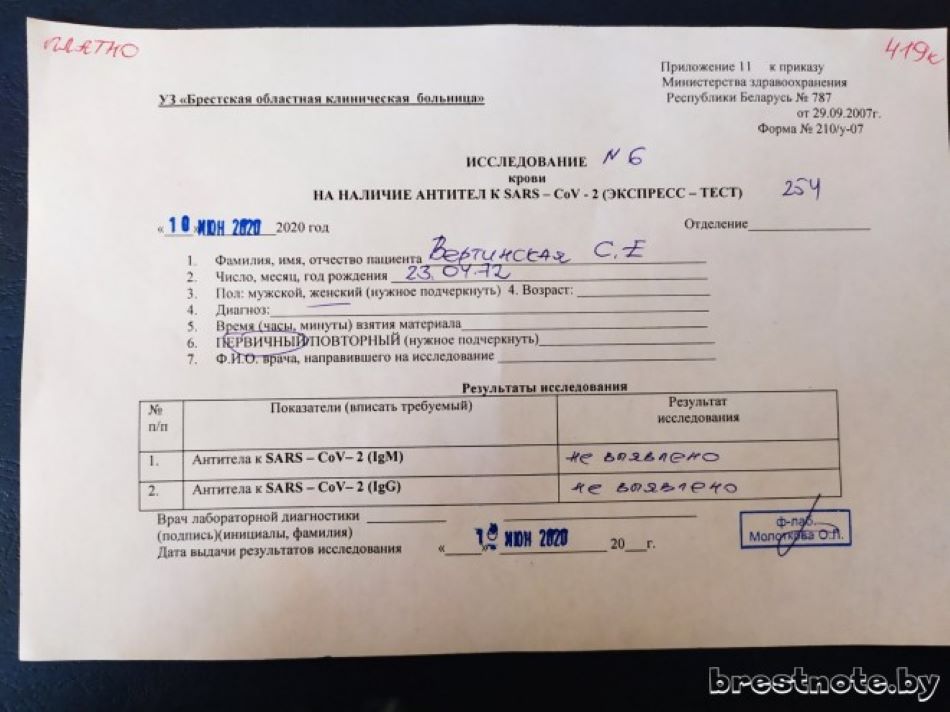 ПЛАТНО
419к
Приложение 11 к приказу
Министерства здравоохранения
Республики Беларусь № 787
от 29.09.2007г.
Форма № 210/у-07
УЗ «Брестская областная клиническая больница»
ИССЛЕДОВАНИЕ N 6
крови
НА НАЛИЧИЕ АНТИТЕЛ К SARS – CoV - 2 (ЭКСПРЕСС – ТЕСТ) 254
«10 ИЮН 2020 2020 год Отделение
1. Фамилия, имя, отчество пациента Вертинская С.Е
2. Число, месяц, год рождения 23.04.72
3. Пол: мужской, женский (нужное подчеркнуть) 4. Возраст:
4. Диагноз:
5. Время (часы, минуты) взятия материала
6. ПЕРВИЧНЫЙ/ПОВТОРНЫЙ (нужное подчеркнуть)
7. Ф.И.О. врача, направившего на исследование
Результаты исследования
№ п/п Показатели (вписать требуемый) Результат исследования
1. Антитела к SARS – CoV– 2 (IgM) не выявлено
2. Антитела к SARS – CoV– 2 (IgG) не выявлено
Врач лабораторной диагностики
(подпись)(инициалы, фамилия)
Дата выдачи результатов исследования « » 10 ИЮН 2020 20 г.
ф-лаб.
Молоткова О.Л.
brestnote.by